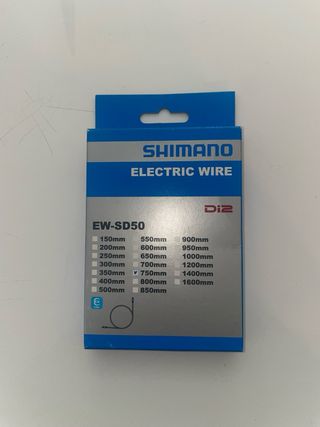 SHIMANO
ELECTRIC WIRE
Di2
EW-SD50
150mm 550mm 900mm
200mm 600mm 950mm
250mm 650mm 1000mm
300mm 700mm 1200mm
350mm 750mm 1400mm
400mm 800mm 1600mm
500mm 850mm